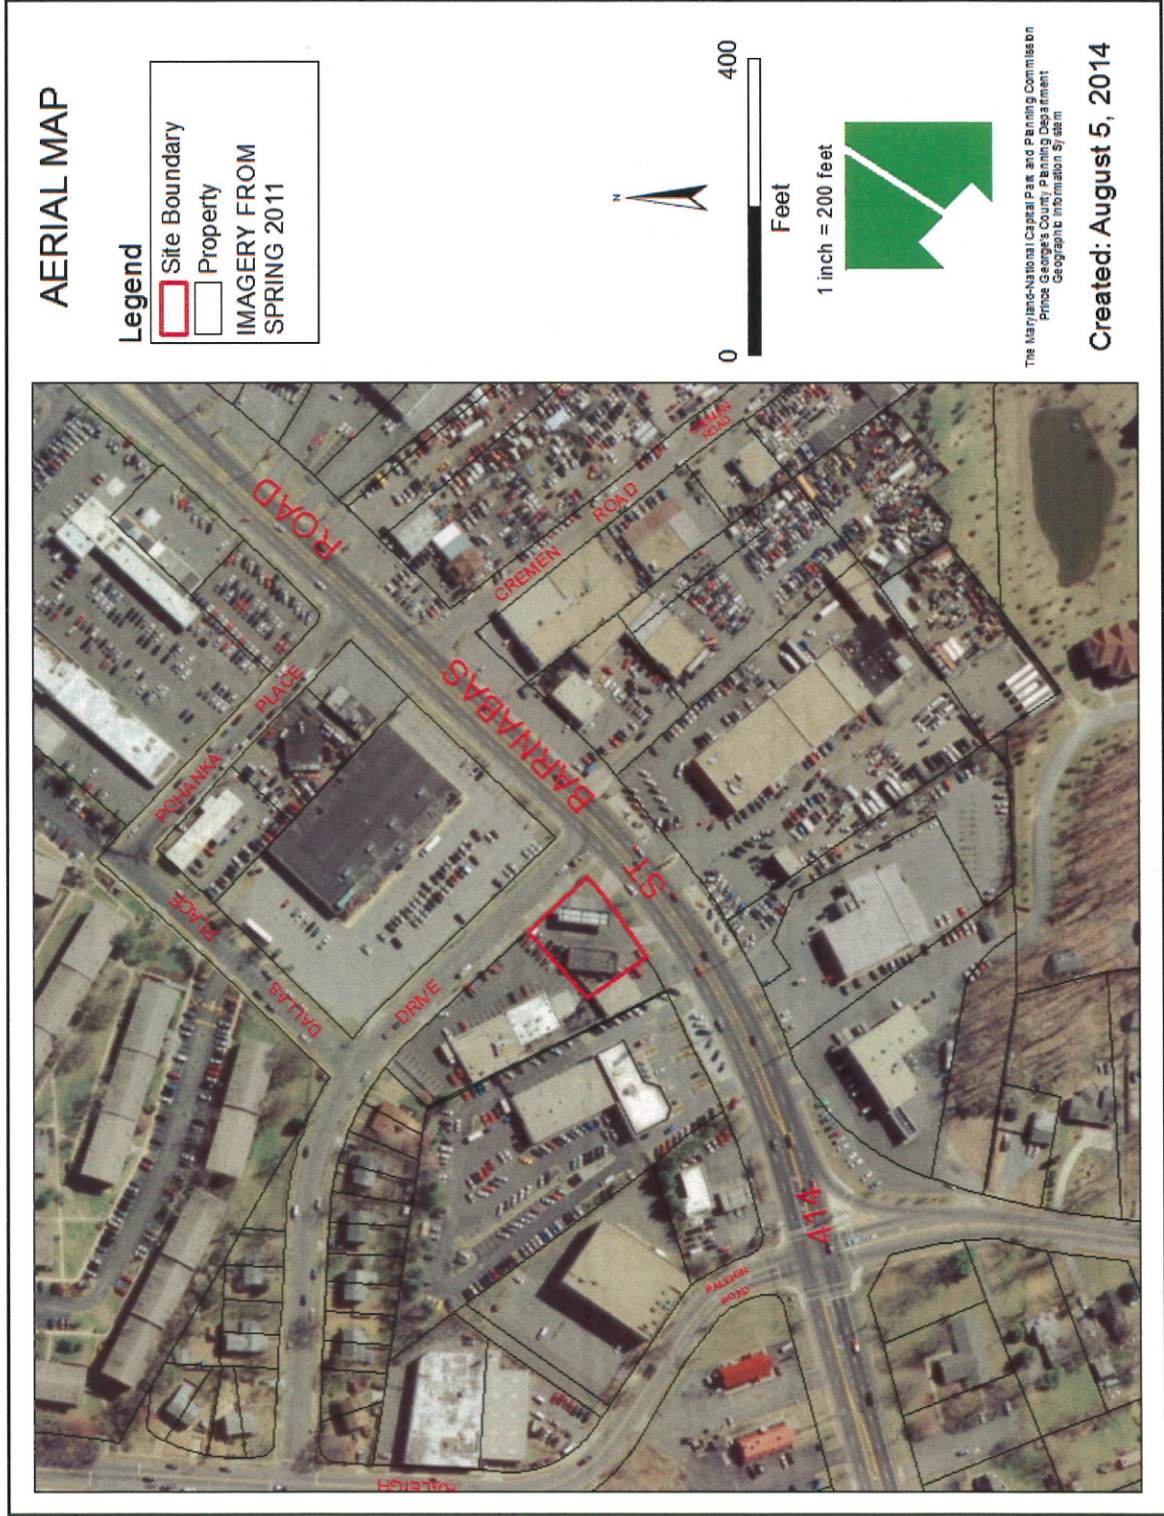 AERIAL MAP
Legend
Site Boundary
Property
IMAGERY FROM
SPRING 2011
N
0
400
Feet
1 inch = 200 feet
The Maryland-National Capital Park and Planning Commission
Prince George's County Planning Department
Geographic Information System
Created: August 5, 2014
ROAD
BARNABAS
ST
414
POHANKA
PLACE
DALLAS
PLACE
DRIVE
CREMEN
ROAD
CREMEN
ROAD
RALEIGH
ROAD
RALEIGH